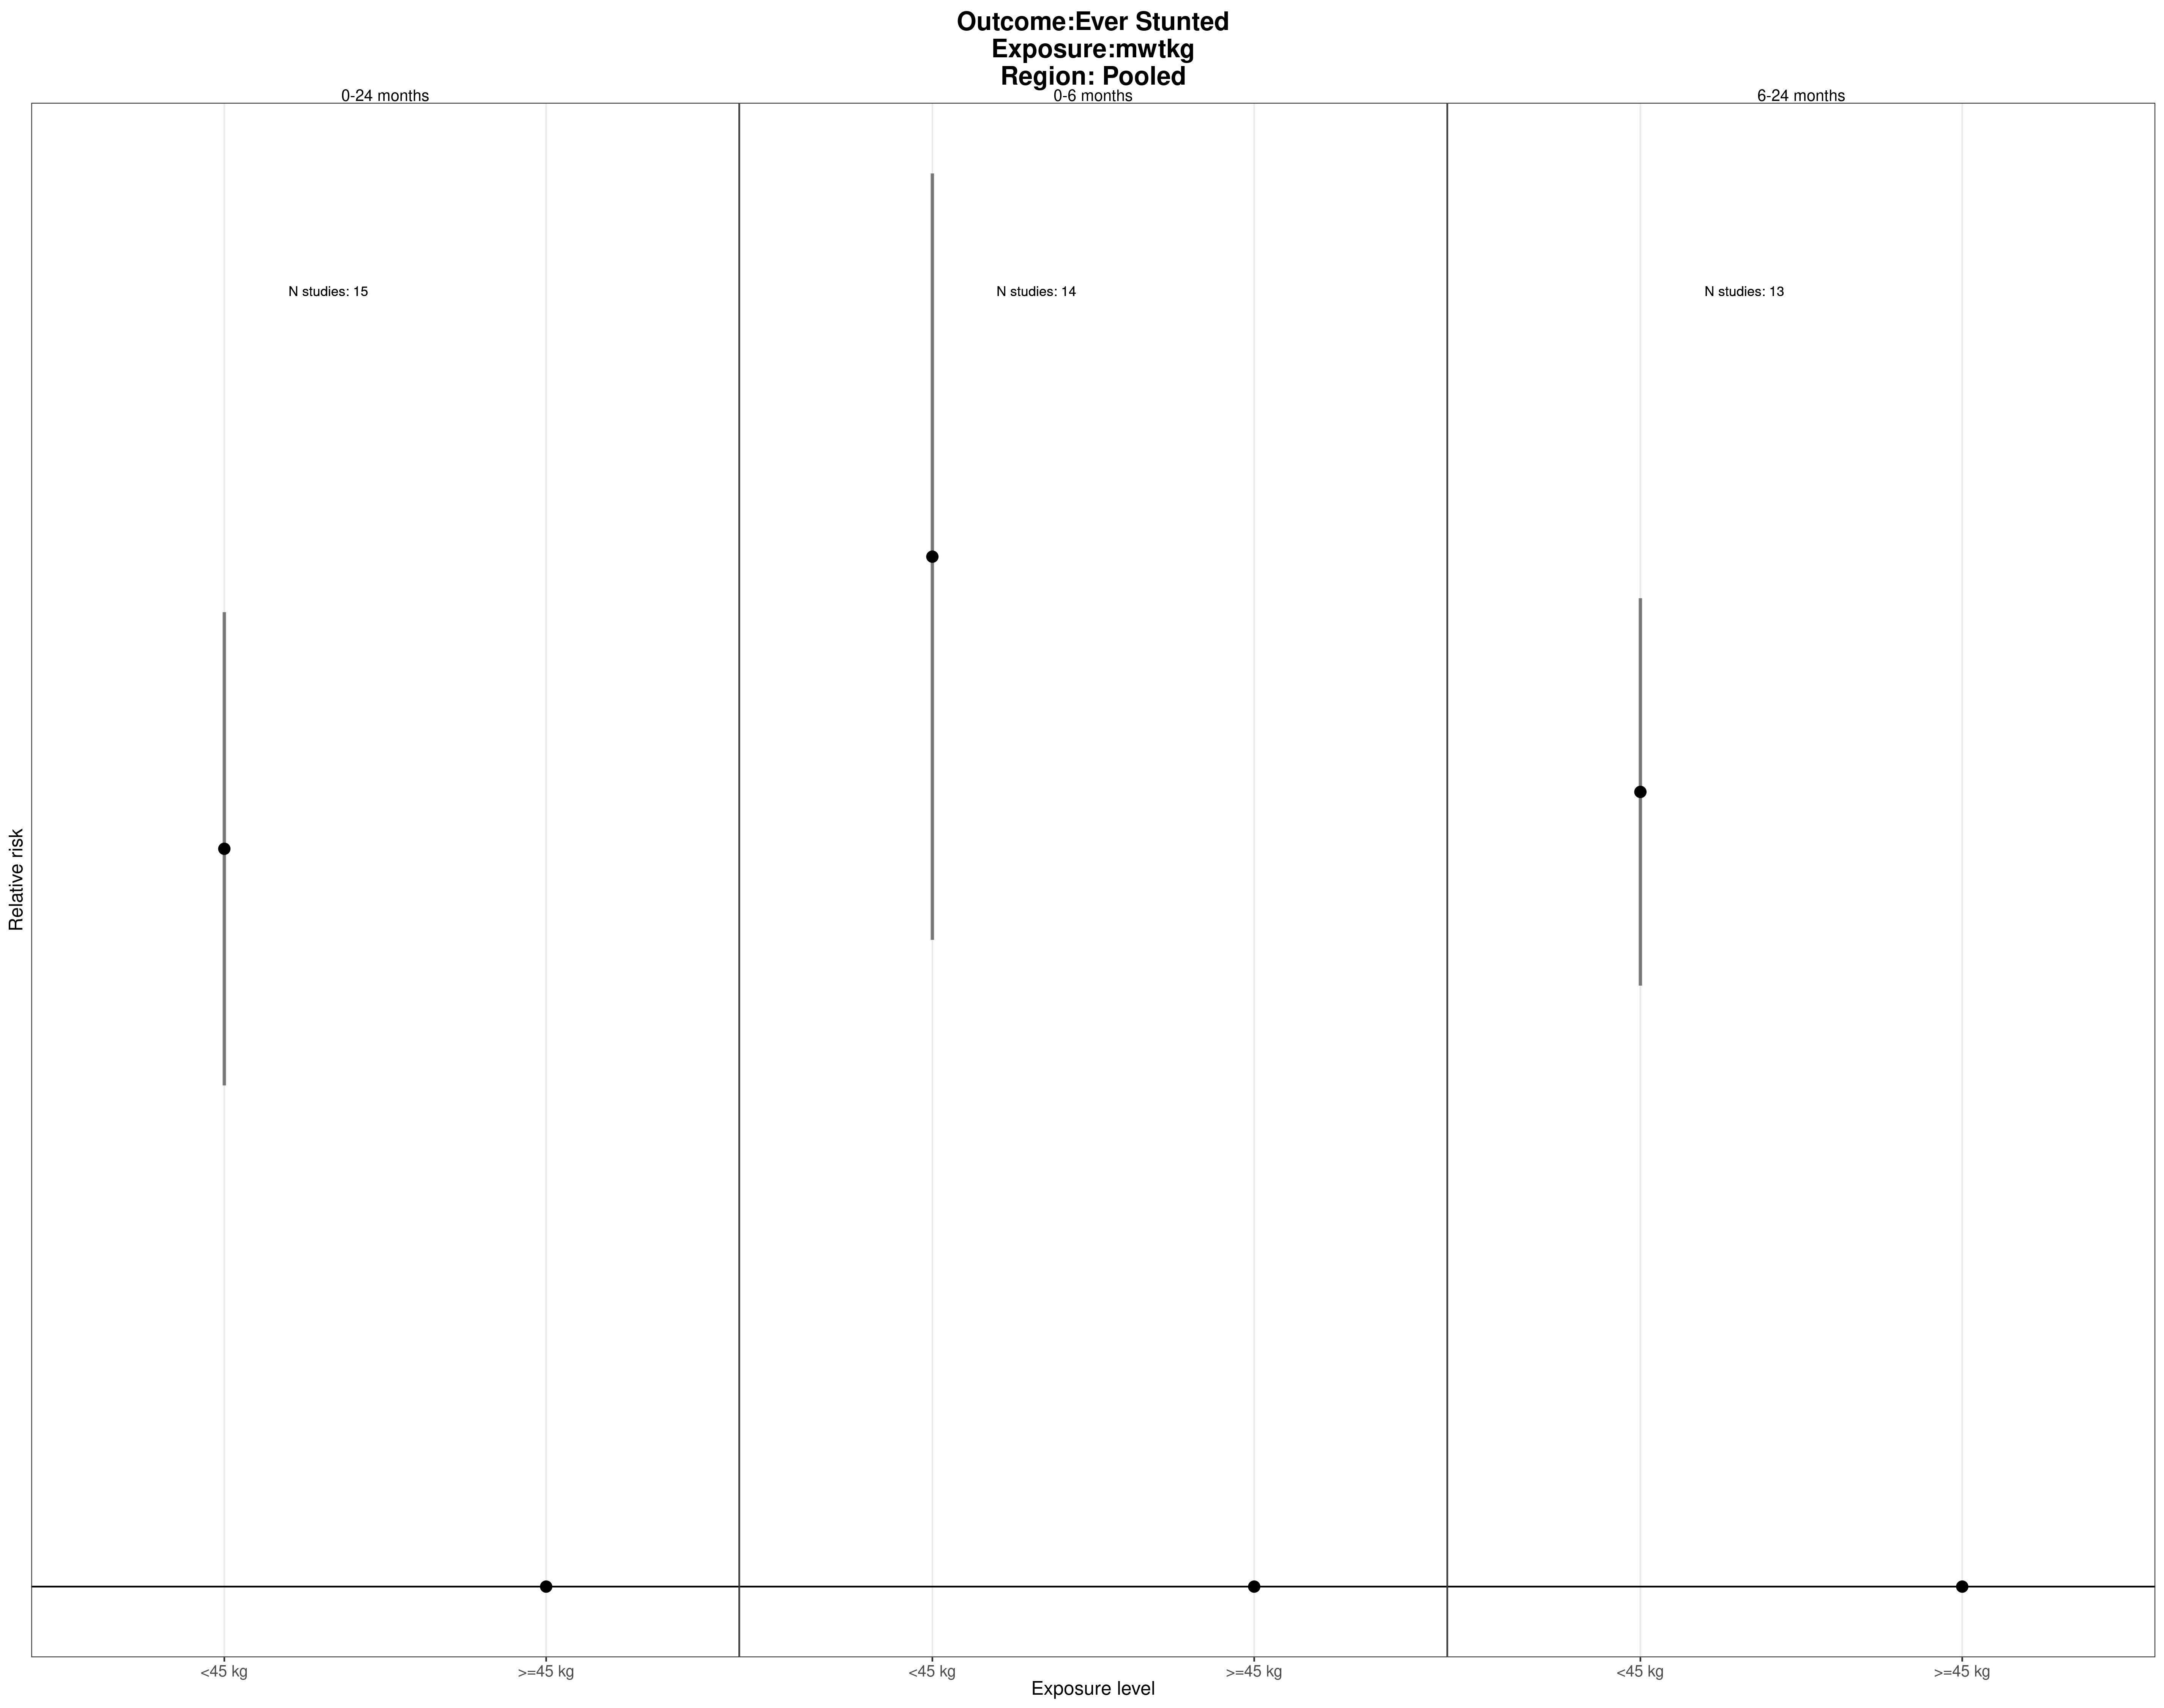 Outcome:Ever Stunted
Exposure:mwtkg
Region: Pooled
0-24 months
0-6 months
6-24 months
N studies: 15
N studies: 14
N studies: 13
Relative risk
<45 kg
>=45 kg
<45 kg
>=45 kg
<45 kg
>=45 kg
Exposure level